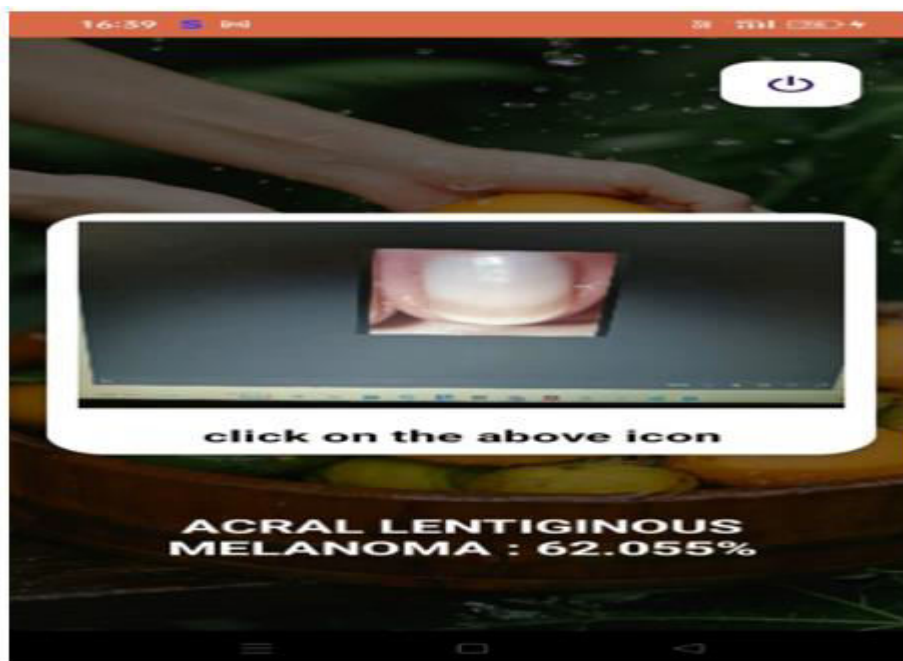 16:39
click on the above icon
ACRAL LENTIGINOUS
MELANOMA : 62.055%